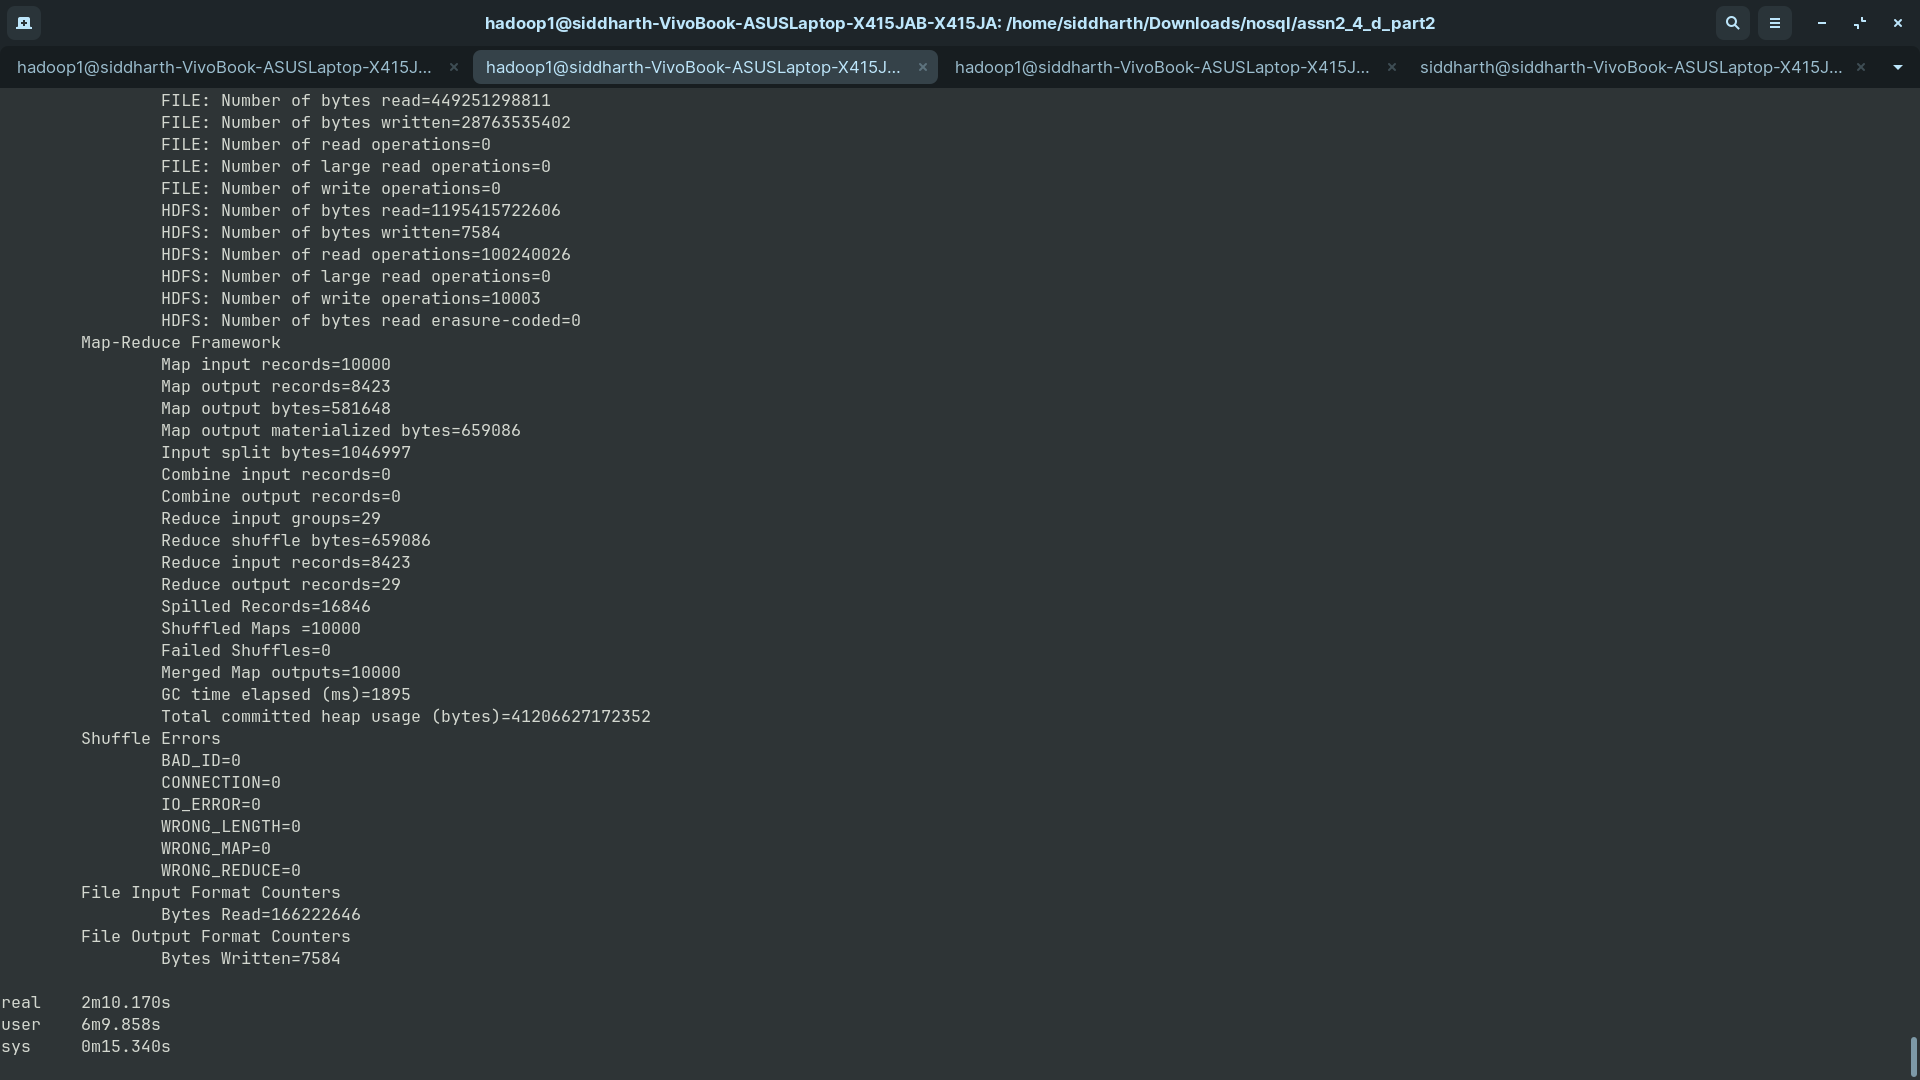 hadoop1@siddharth-VivoBook-ASUSLaptop-X415JAB-X415JA: /home/siddharth/Downloads/nosql/assn2_4_d_part2
hadoop1@siddharth-VivoBook-ASUSLaptop-X415J... × hadoop1@siddharth-VivoBook-ASUSLaptop-X415J... × hadoop1@siddharth-VivoBook-ASUSLaptop-X415J... × siddharth@siddharth-VivoBook-ASUSLaptop-X415J... ×
FILE: Number of bytes read=449251298811
FILE: Number of bytes written=28763535402
FILE: Number of read operations=0
FILE: Number of large read operations=0
FILE: Number of write operations=0
HDFS: Number of bytes read=1195415722606
HDFS: Number of bytes written=7584
HDFS: Number of read operations=100240026
HDFS: Number of large read operations=0
HDFS: Number of write operations=10003
HDFS: Number of bytes read erasure-coded=0
Map-Reduce Framework
Map input records=10000
Map output records=8423
Map output bytes=581648
Map output materialized bytes=659086
Input split bytes=1046997
Combine input records=0
Combine output records=0
Reduce input groups=29
Reduce shuffle bytes=659086
Reduce input records=8423
Reduce output records=29
Spilled Records=16846
Shuffled Maps =10000
Failed Shuffles=0
Merged Map outputs=10000
GC time elapsed (ms)=1895
Total committed heap usage (bytes)=41206627172352
Shuffle Errors
BAD_ID=0
CONNECTION=0
IO_ERROR=0
WRONG_LENGTH=0
WRONG_MAP=0
WRONG_REDUCE=0
File Input Format Counters
Bytes Read=166222646
File Output Format Counters
Bytes Written=7584
real 2m10.170s
user 6m9.858s
sys 0m15.340s